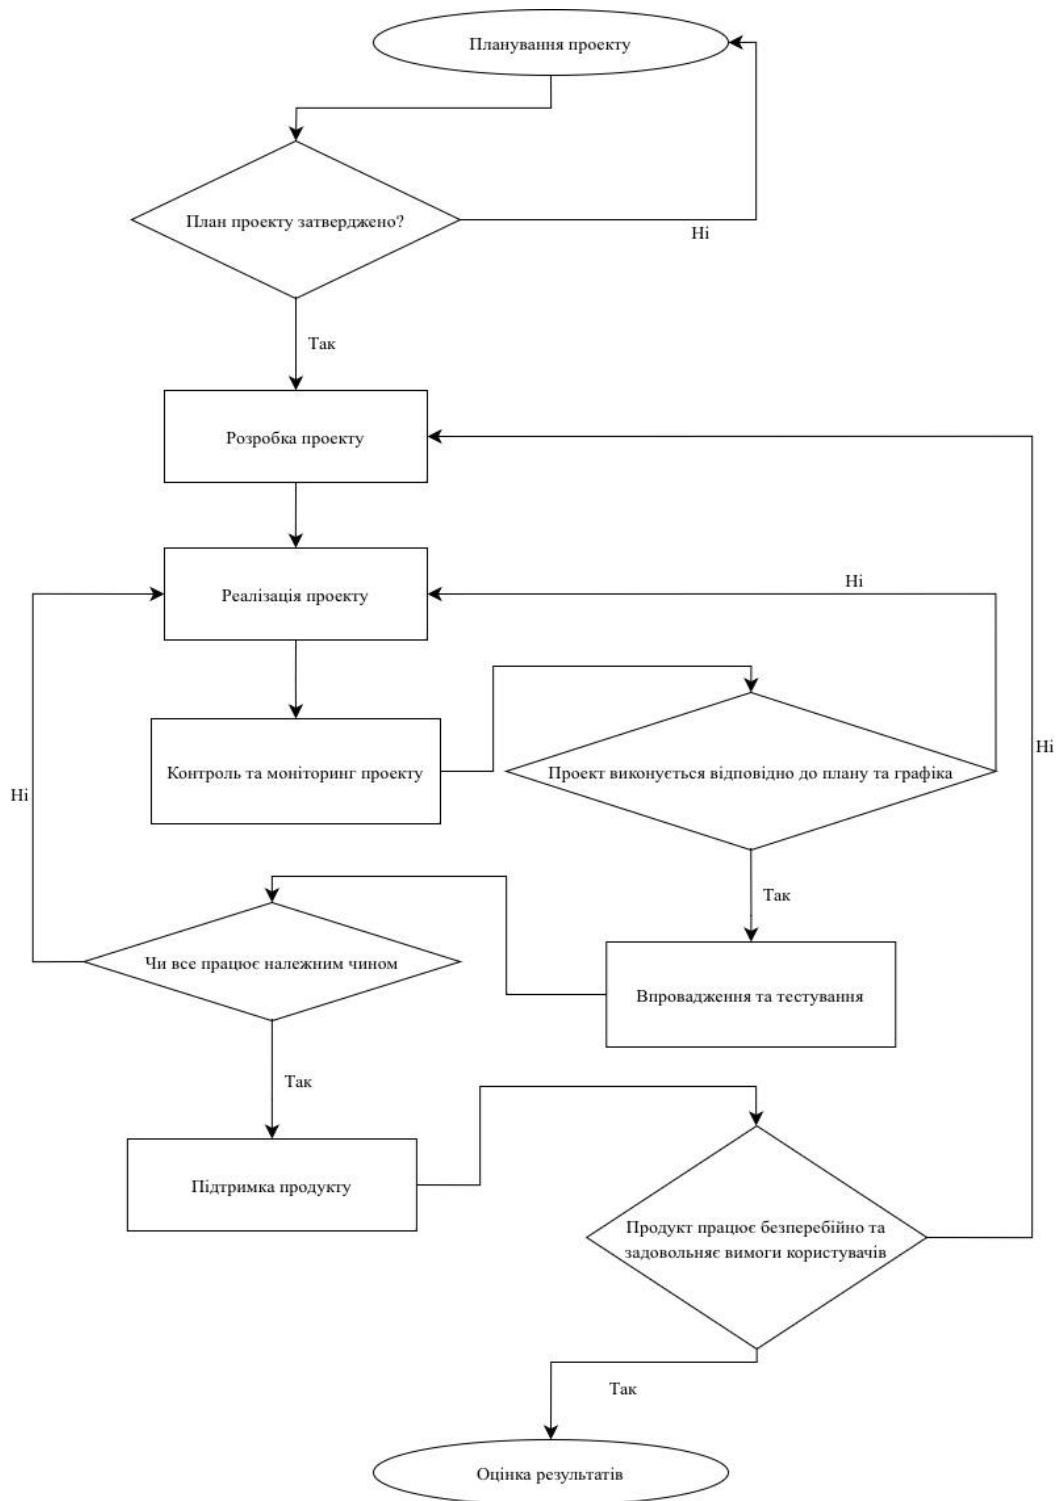 Планування проекту
План проекту затверджено?
Ні
Так
Розробка проекту
Реалізація проекту
Ні
Контроль та моніторинг проекту
Проект виконується відповідно до плану та графіка
Ні
Ні
Так
Чи все працює належним чином
Впровадження та тестування
Так
Підтримка продукту
Продукт працює безперебійно та
задовольняє вимоги користувачів
Так
Оцінка результатів